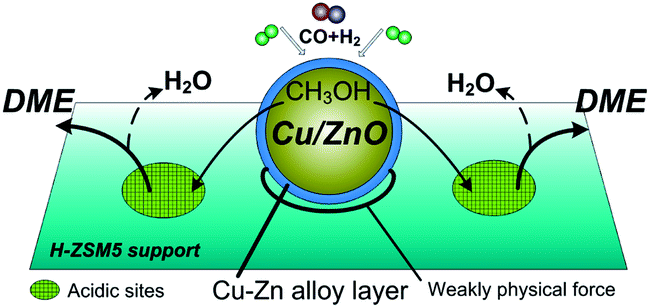 CO+H₂
H₂O
H₂O
DME
DME
CH₃OH
Cu/ZnO
H-ZSM5 support
Acidic sites
Cu-Zn alloy layer
Weakly physical force